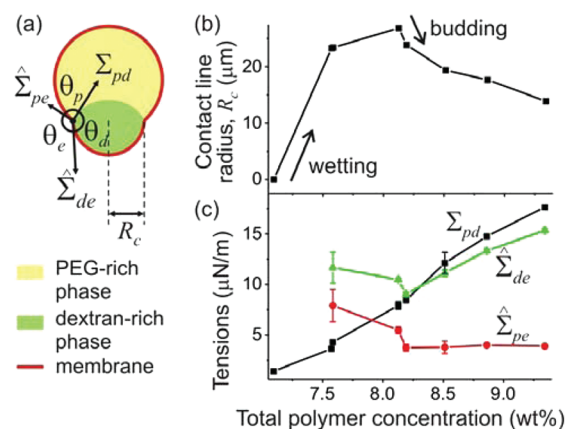 (a)
θp
Σpd
Σ̂pe
θe
θd
Σ̂de
Rc
PEG-rich
phase
dextran-rich
phase
membrane
(b)
Contact line
radius, Rc (μm)
20
10
0
budding
wetting
(c)
Tensions (μN/m)
15
10
5
Σpd
Σ̂de
Σ̂pe
7.5
8.0
8.5
9.0
Total polymer concentration (wt%)